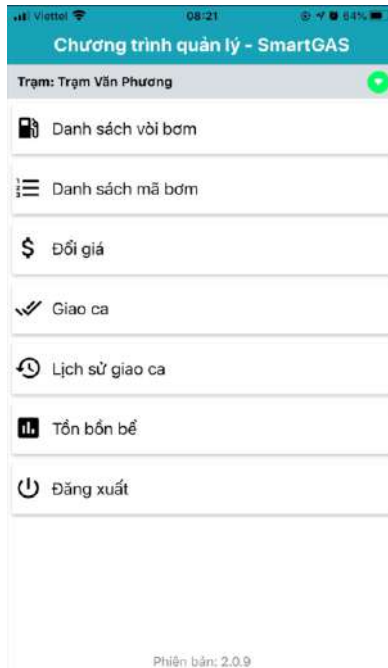 Viettel 08:21 64%
Chương trình quản lý - SmartGAS
Trạm: Trạm Văn Phương
Danh sách vòi bơm
Danh sách mã bơm
Đổi giá
Giao ca
Lịch sử giao ca
Tồn bồn bể
Đăng xuất
Phiên bản: 2.0.9